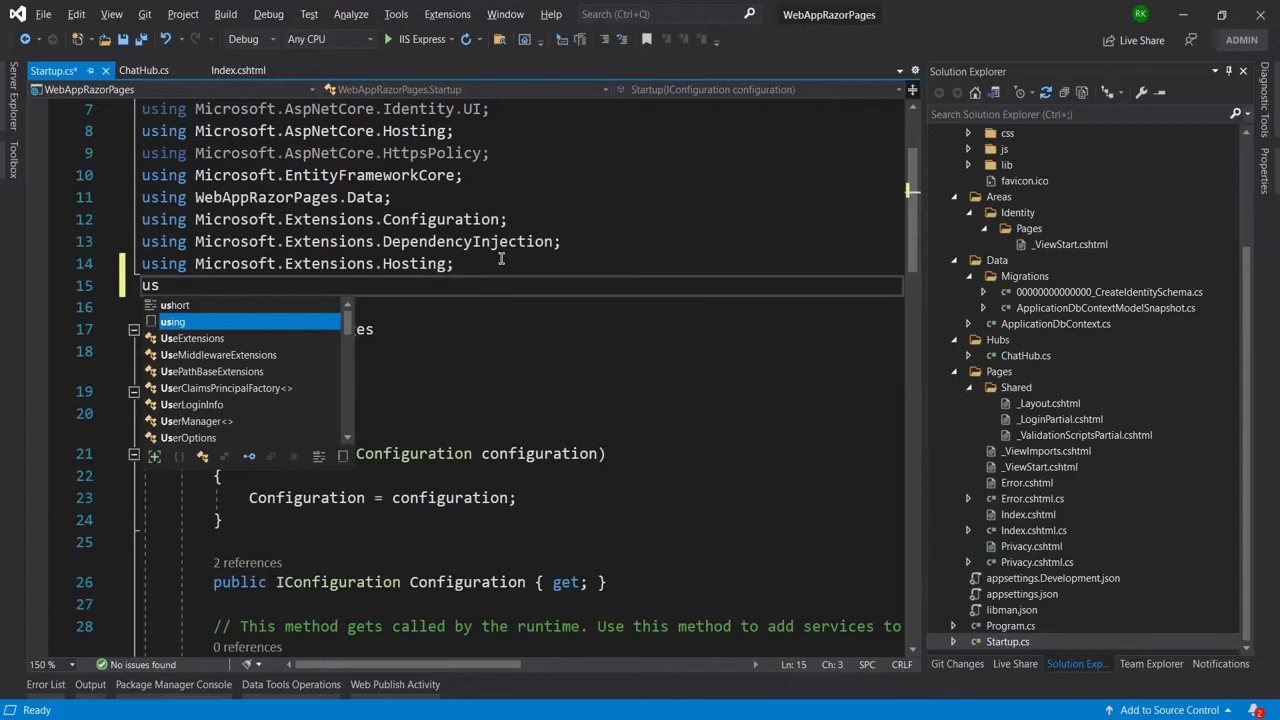 File Edit View Git Project Build Debug Test Analyze Tools Extensions Window Help Search (Ctrl+Q) WebAppRazorPages RK
Debug Any CPU IIS Express Live Share ADMIN
Startup.cs* ChatHub.cs Index.cshtml
WebAppRazorPages WebAppRazorPages.Startup Startup(IConfiguration configuration)
Server Explorer
Toolbox
7 using Microsoft.AspNetCore.Identity.UI;
8 using Microsoft.AspNetCore.Hosting;
9 using Microsoft.AspNetCore.HttpsPolicy;
10 using Microsoft.EntityFrameworkCore;
11 using WebAppRazorPages.Data;
12 using Microsoft.Extensions.Configuration;
13 using Microsoft.Extensions.DependencyInjection;
14 using Microsoft.Extensions.Hosting;
15 us
16
17 es
18
19
20
21 Configuration configuration)
22 {
23 Configuration = configuration;
24 }
25
2 references
26 public IConfiguration Configuration { get; }
27
28 // This method gets called by the runtime. Use this method to add services to
0 references
ushort
using
UseExtensions
UseMiddlewareExtensions
UsePathBaseExtensions
UserClaimsPrincipalFactory<>
UserLoginInfo
UserManager<>
UserOptions
150 % No issues found Ln: 15 Ch: 3 SPC CRLF
Error List Output Package Manager Console Data Tools Operations Web Publish Activity
Solution Explorer
Search Solution Explorer (Ctrl+;)
css
js
lib
favicon.ico
Areas
Identity
Pages
_ViewStart.cshtml
Data
Migrations
00000000000000_CreateIdentitySchema.cs
ApplicationDbContextModelSnapshot.cs
ApplicationDbContext.cs
Hubs
ChatHub.cs
Pages
Shared
_Layout.cshtml
_LoginPartial.cshtml
_ValidationScriptsPartial.cshtml
_ViewImports.cshtml
_ViewStart.cshtml
Error.cshtml
Error.cshtml.cs
Index.cshtml
Index.cshtml.cs
Privacy.cshtml
Privacy.cshtml.cs
appsettings.Development.json
appsettings.json
libman.json
Program.cs
Startup.cs
Git Changes Live Share Solution Exp... Team Explorer Notifications
Diagnostic Tools
Properties
Ready Add to Source Control 2